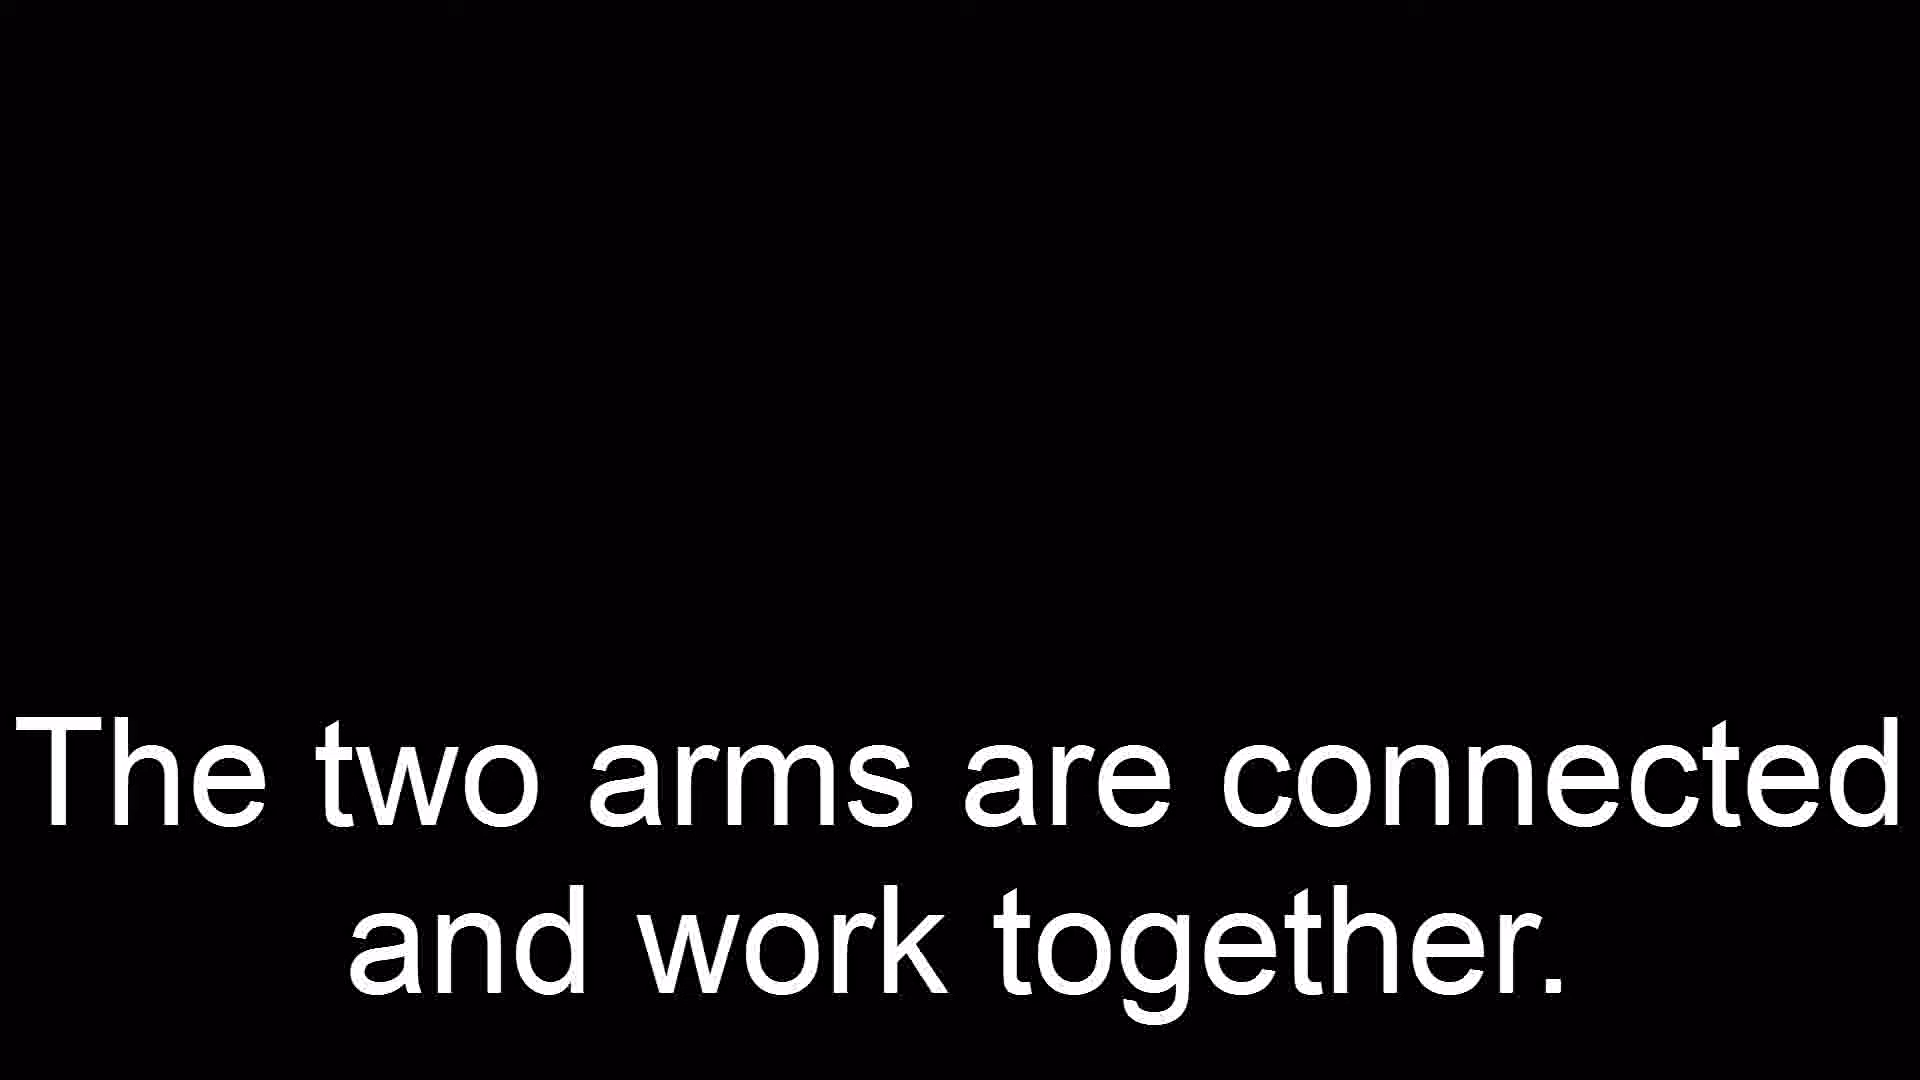 The two arms are connected
and work together.